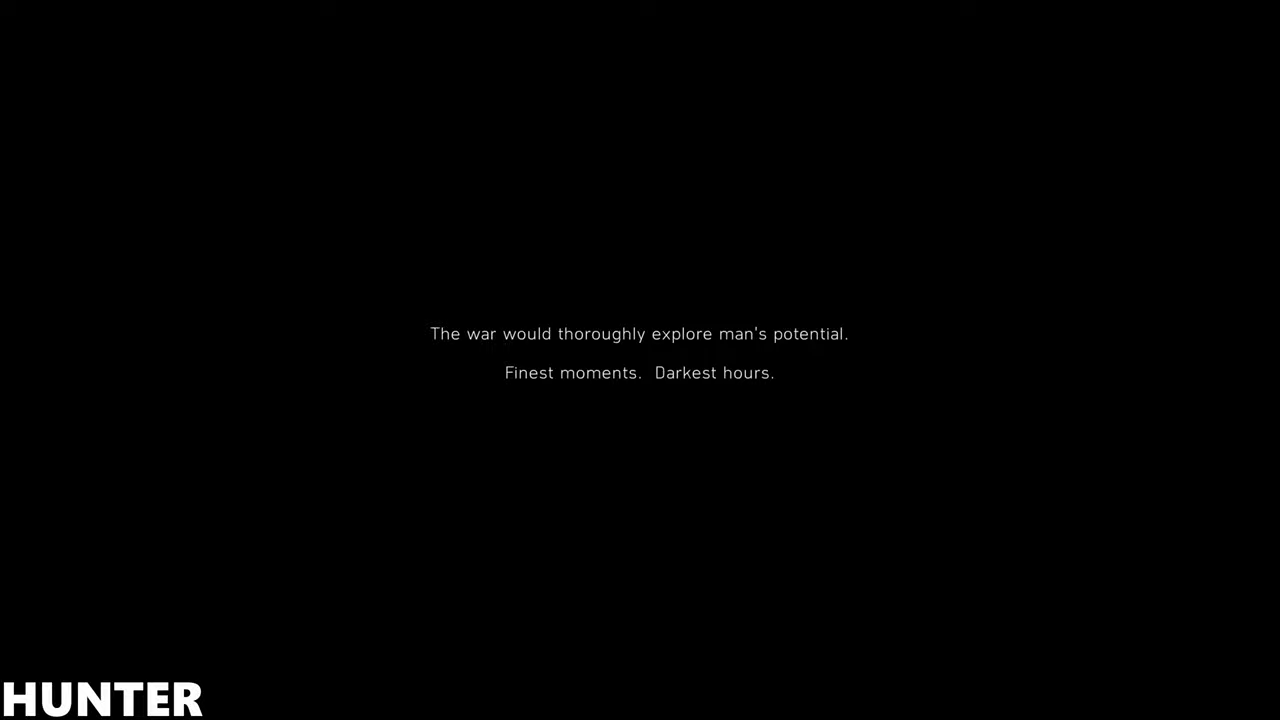 The war would thoroughly explore man's potential.
Finest moments.  Darkest hours.
HUNTER